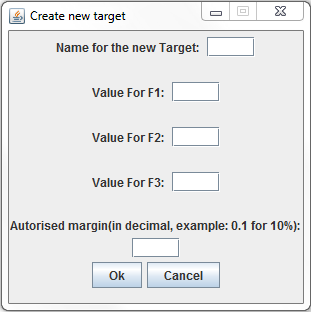 Create new target
Name for the new Target:
Value For F1:
Value For F2:
Value For F3:
Autorised margin(in decimal, example: 0.1 for 10%):
Ok Cancel